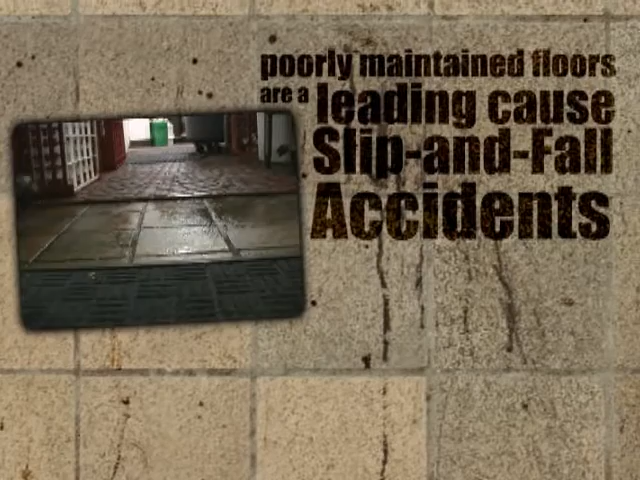 poorly maintained floors
are a leading cause
Slip-and-Fall
Accidents